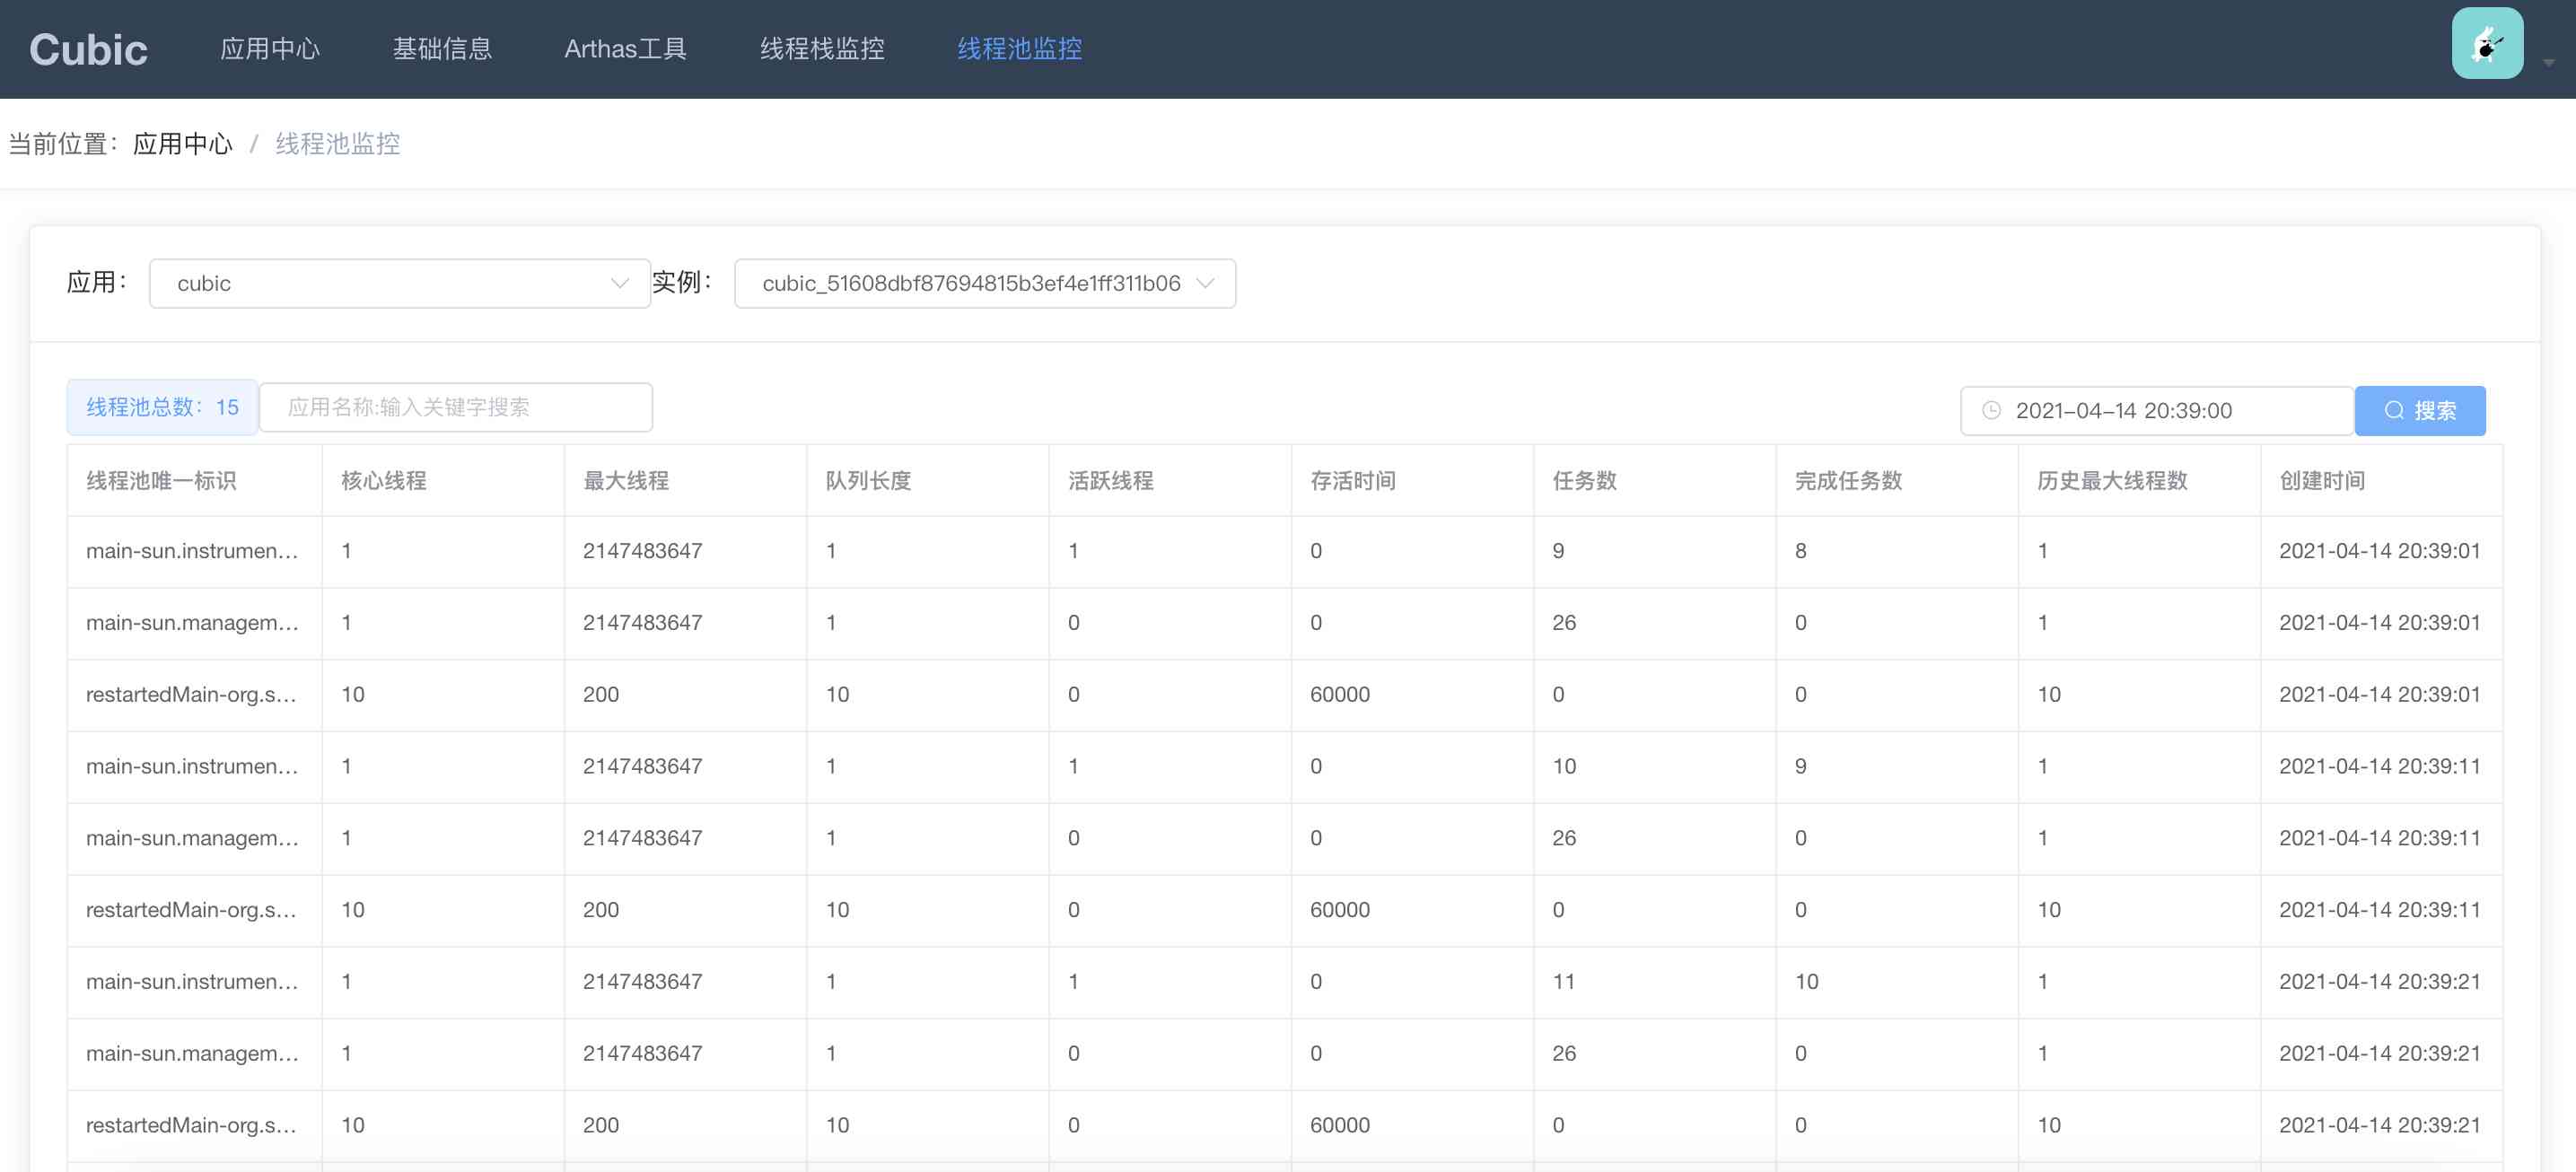 Cubic 应用中心 基础信息 Arthas工具 线程栈监控 线程池监控
当前位置： 应用中心 / 线程池监控
应用： cubic 实例： cubic_51608dbf87694815b3ef4e1ff311b06
线程池总数：15 应用名称:输入关键字搜索 2021-04-14 20:39:00 搜索
线程池唯一标识 核心线程 最大线程 队列长度 活跃线程 存活时间 任务数 完成任务数 历史最大线程数 创建时间
main-sun.instrumen... 1 2147483647 1 1 0 9 8 1 2021-04-14 20:39:01
main-sun.managem... 1 2147483647 1 0 0 26 0 1 2021-04-14 20:39:01
restartedMain-org.s... 10 200 10 0 60000 0 0 10 2021-04-14 20:39:01
main-sun.instrumen... 1 2147483647 1 1 0 10 9 1 2021-04-14 20:39:11
main-sun.managem... 1 2147483647 1 0 0 26 0 1 2021-04-14 20:39:11
restartedMain-org.s... 10 200 10 0 60000 0 0 10 2021-04-14 20:39:11
main-sun.instrumen... 1 2147483647 1 1 0 11 10 1 2021-04-14 20:39:21
main-sun.managem... 1 2147483647 1 0 0 26 0 1 2021-04-14 20:39:21
restartedMain-org.s... 10 200 10 0 60000 0 0 10 2021-04-14 20:39:21